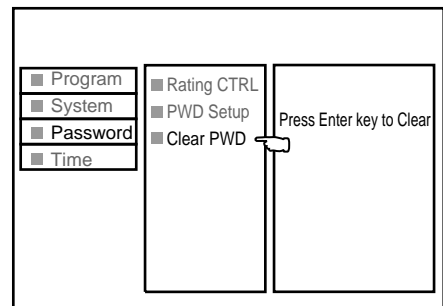 Program
System
Password
Time
Rating CTRL
PWD Setup
Clear PWD
Press Enter key to Clear